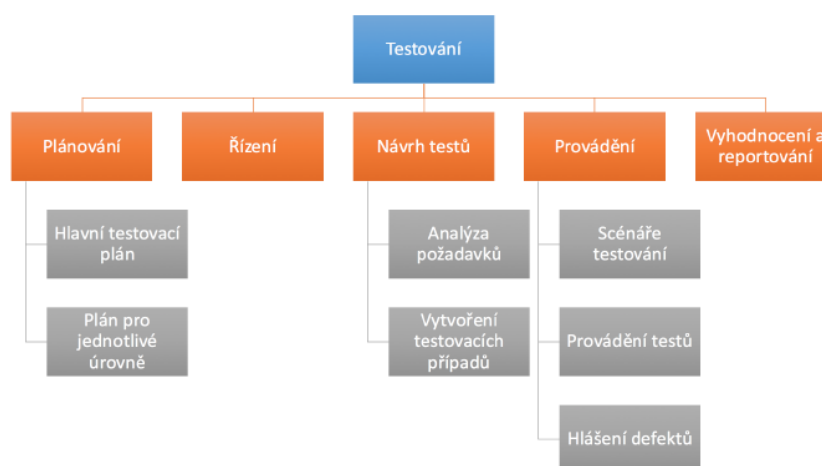 Testování
Plánování
Řízení
Návrh testů
Provádění
Vyhodnocení a
reportování
Hlavní testovací
plán
Analýza
požadavků
Scénáře
testování
Plán pro
jednotlivé
úrovně
Vytvoření
testovacích
případů
Provádění testů
Hlášení defektů